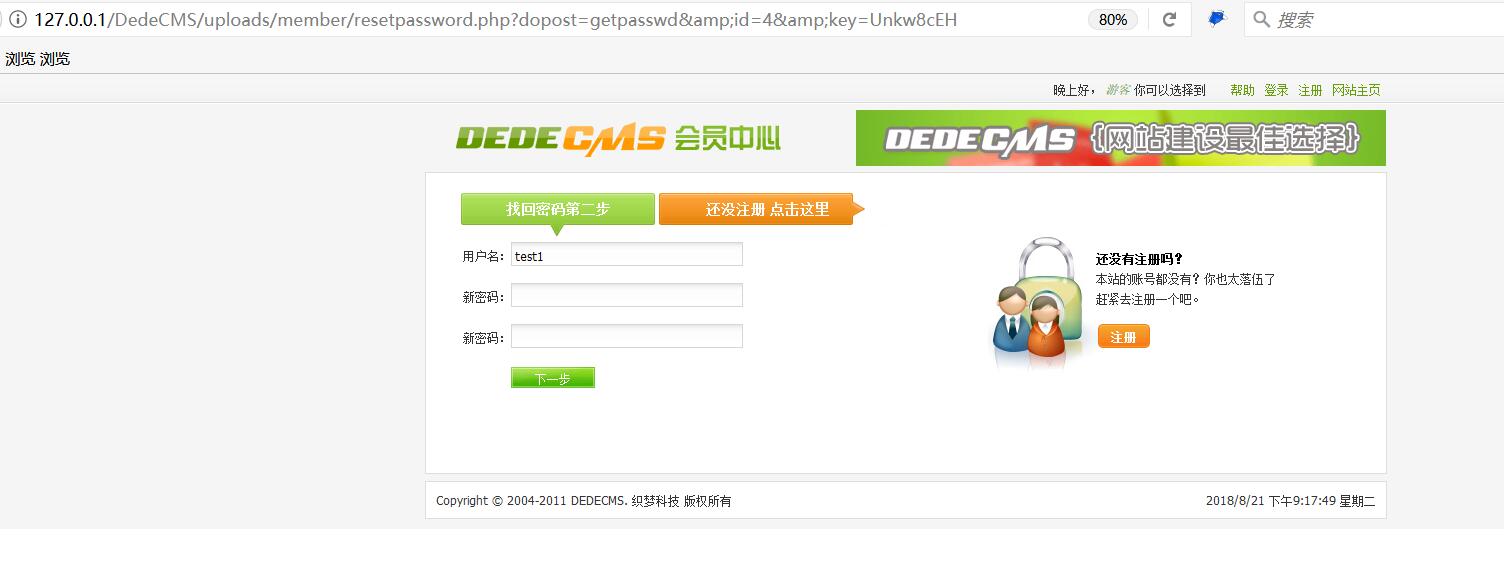 127.0.0.1/DedeCMS/uploads/member/resetpassword.php?dopost=getpasswd&amp;id=4&amp;key=Unkw8cEH 80% 搜索
浏览 浏览
晚上好， 游客 你可以选择到 帮助 登录 注册 网站主页
DEDECMS 会员中心
DEDECMS {网站建设最佳选择}
找回密码第二步 还没注册 点击这里
用户名： test1
新密码：
新密码：
下一步
还没有注册吗？
本站的账号都没有？你也太落伍了
赶紧去注册一个吧。
注册
Copyright © 2004-2011 DEDECMS. 织梦科技 版权所有 2018/8/21 下午9:17:49 星期二